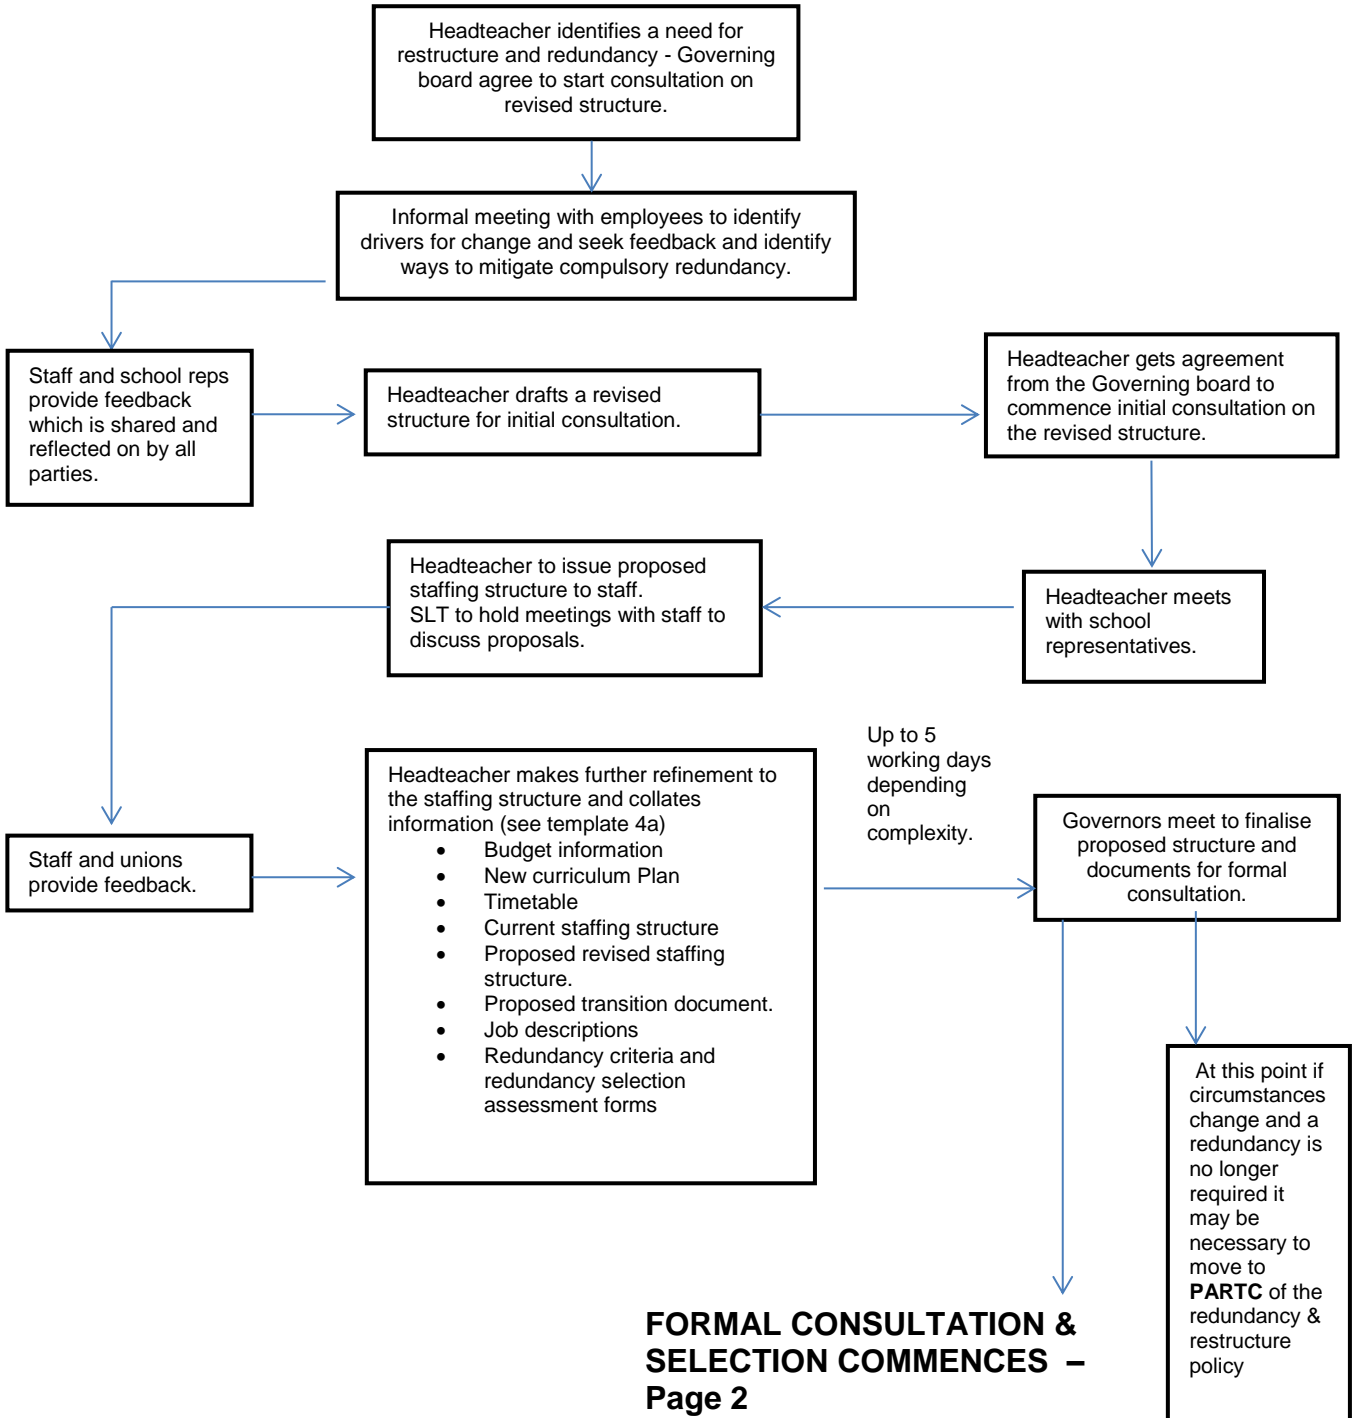 Headteacher identifies a need for
restructure and redundancy - Governing
board agree to start consultation on
revised structure.
Informal meeting with employees to identify
drivers for change and seek feedback and identify
ways to mitigate compulsory redundancy.
Staff and school reps
provide feedback
which is shared and
reflected on by all
parties.
Headteacher drafts a revised
structure for initial consultation.
Headteacher gets agreement
from the Governing board to
commence initial consultation on
the revised structure.
Headteacher meets
with school
representatives.
Headteacher to issue proposed
staffing structure to staff.
SLT to hold meetings with staff to
discuss proposals.
Staff and unions
provide feedback.
Headteacher makes further refinement to
the staffing structure and collates
information (see template 4a)
• Budget information
• New curriculum Plan
• Timetable
• Current staffing structure
• Proposed revised staffing
structure.
• Proposed transition document.
• Job descriptions
• Redundancy criteria and
redundancy selection
assessment forms
Up to 5
working days
depending
on
complexity.
Governors meet to finalise
proposed structure and
documents for formal
consultation.
At this point if
circumstances
change and a
redundancy is
no longer
required it
may be
necessary to
move to
PARTC of the
redundancy &
restructure
policy
FORMAL CONSULTATION &
SELECTION COMMENCES –
Page 2